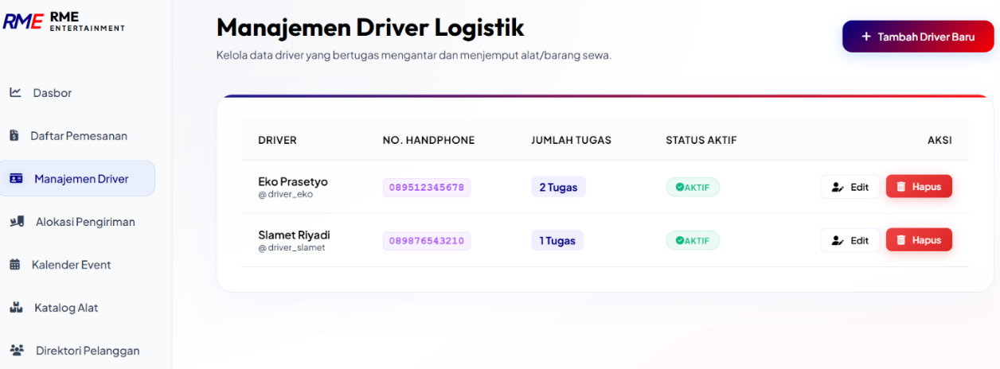 RME RME
ENTERTAINMENT
Manajemen Driver Logistik
+ Tambah Driver Baru
Kelola data driver yang bertugas mengantar dan menjemput alat/barang sewa.
Dasbor
Daftar Pemesanan
Manajemen Driver
Alokasi Pengiriman
Kalender Event
Katalog Alat
Direktori Pelanggan
DRIVER NO. HANDPHONE JUMLAH TUGAS STATUS AKTIF AKSI
Eko Prasetyo 089512345678 2 Tugas AKTIF Edit Hapus
@driver_eko
Slamet Riyadi 089876543210 1 Tugas AKTIF Edit Hapus
@driver_slamet